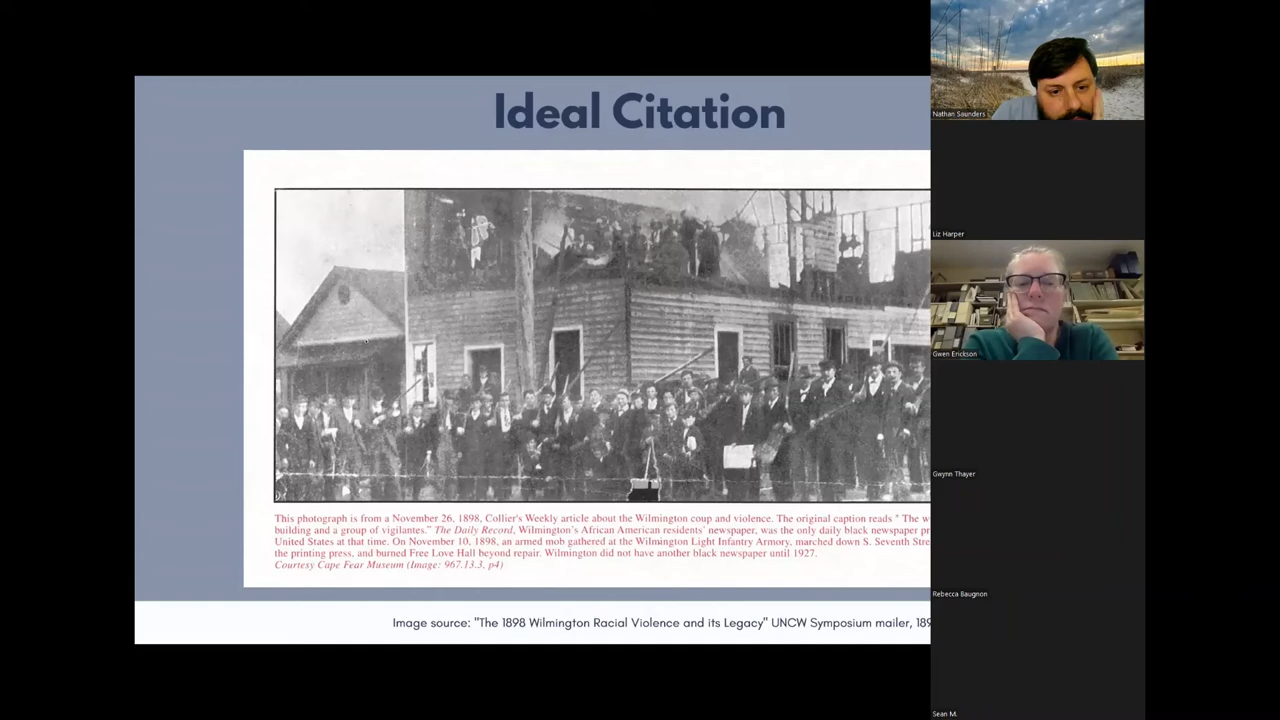 Ideal Citation
This photograph is from a November 26, 1898, Collier's Weekly article about the Wilmington coup and violence. The original caption reads " The w
building and a group of vigilantes." The Daily Record, Wilmington's African American residents' newspaper, was the only daily black newspaper pr
United States at that time. On November 10, 1898, an armed mob gathered at the Wilmington Light Infantry Armory, marched down S. Seventh Stre
the printing press, and burned Free Love Hall beyond repair. Wilmington did not have another black newspaper until 1927.
Courtesy Cape Fear Museum (Image: 967.13.3, p4)
Image source: "The 1898 Wilmington Racial Violence and its Legacy" UNCW Symposium mailer, 189
Nathan Saunders
Liz Harper
Gwen Erickson
Gwynn Thayer
Rebecca Baugnon
Sean M.